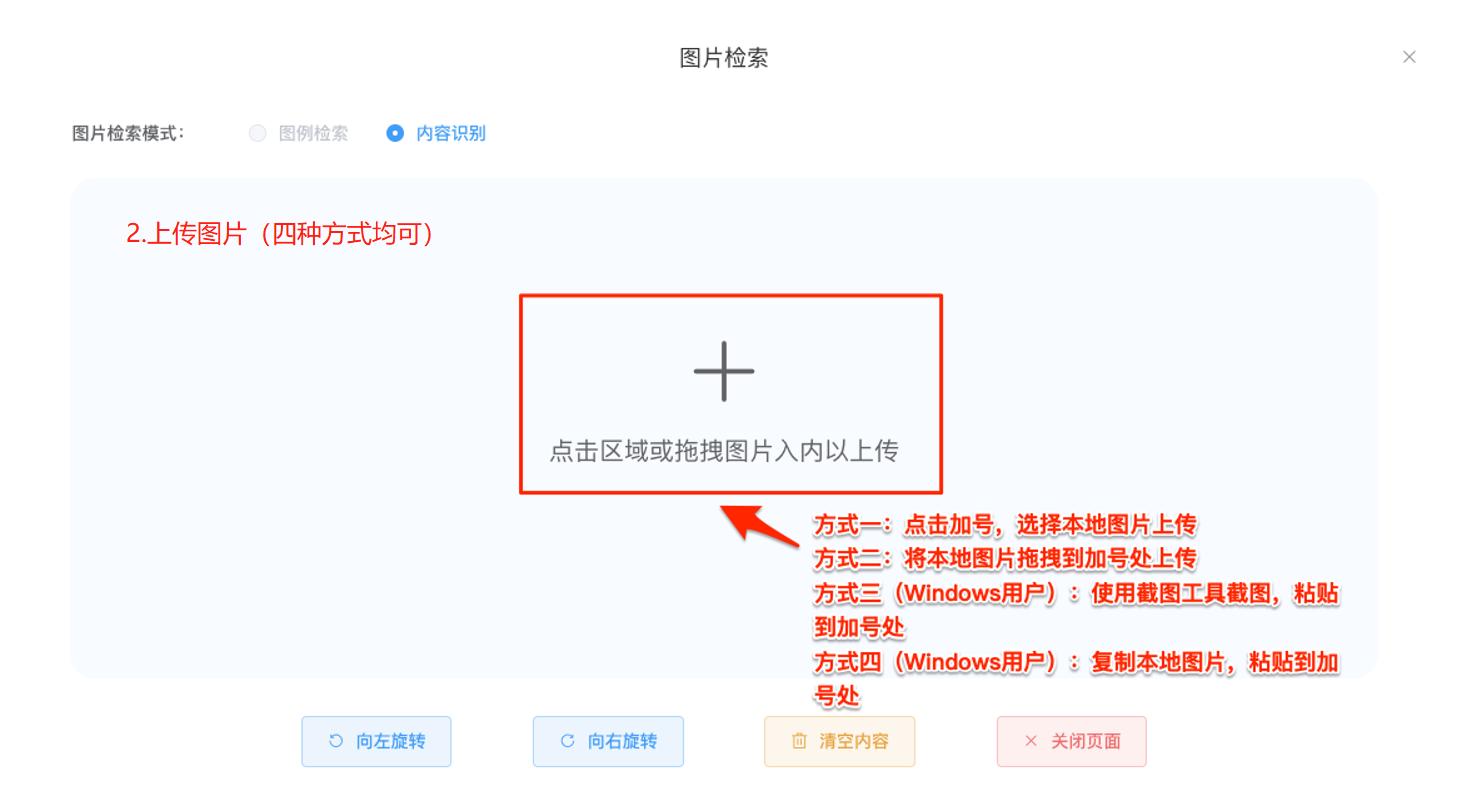 图片检索
图片检索模式：
图例检索
内容识别
2.上传图片（四种方式均可）
点击区域或拖拽图片入内以上传
方式一：点击加号，选择本地图片上传
方式二：将本地图片拖拽到加号处上传
方式三（Windows用户）：使用截图工具截图，粘贴
到加号处
方式四（Windows用户）：复制本地图片，粘贴到加
号处
向左旋转
向右旋转
清空内容
关闭页面